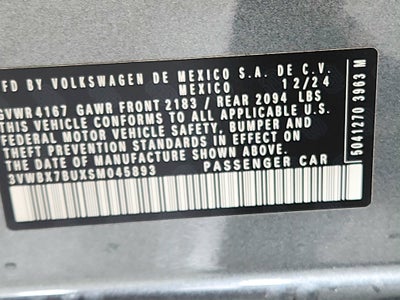 MFD BY VOLKSWAGEN DE MEXICO S.A. DE C.V.
MEXICO 12/24
GVWR 4167 GAWR FRONT 2183 / REAR 2094 LBS
THIS VEHICLE CONFORMS TO ALL APPLICABLE U.S.
FEDERAL MOTOR VEHICLE SAFETY, BUMPER AND
THEFT PREVENTION STANDARDS IN EFFECT ON
THE DATE OF MANUFACTURE SHOWN ABOVE.
3VWBX7BUXSM045893 PASSENGER CAR
5041270 3963 M